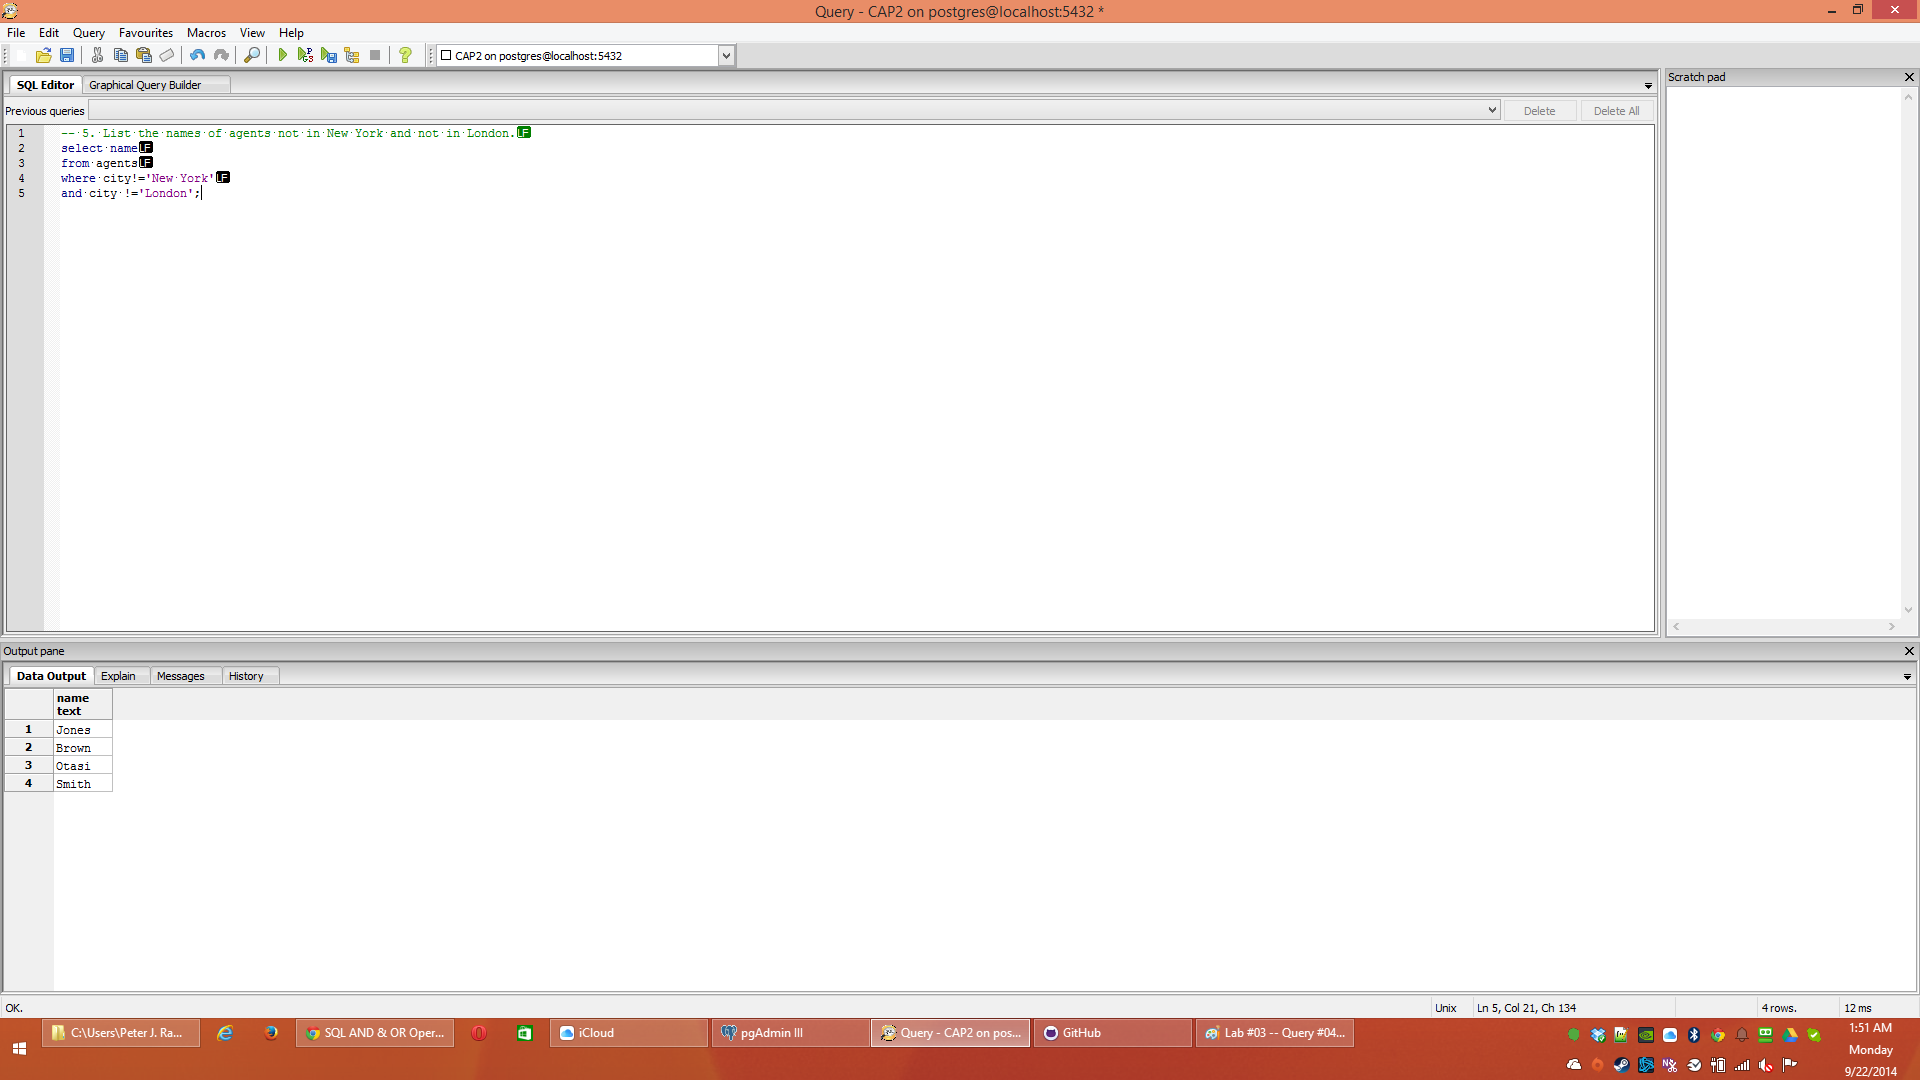 Query - CAP2 on postgres@localhost:5432 *
File Edit Query Favourites Macros View Help
CAP2 on postgres@localhost:5432
SQL Editor Graphical Query Builder
Scratch pad
Previous queries Delete Delete All
1 -- 5. List the names of agents not in New York and not in London.LF
2 select nameLF
3 from agentsLF
4 where city!='New York'LF
5 and city !='London';
Output pane
Data Output Explain Messages History
name
text
1 Jones
2 Brown
3 Otasi
4 Smith
OK. Unix Ln 5, Col 21, Ch 134 4 rows. 12 ms
C:\Users\Peter J. Ra... SQL AND & OR Oper... iCloud pgAdmin III Query - CAP2 on pos... GitHub Lab #03 -- Query #04...
1:51 AM
Monday
9/22/2014